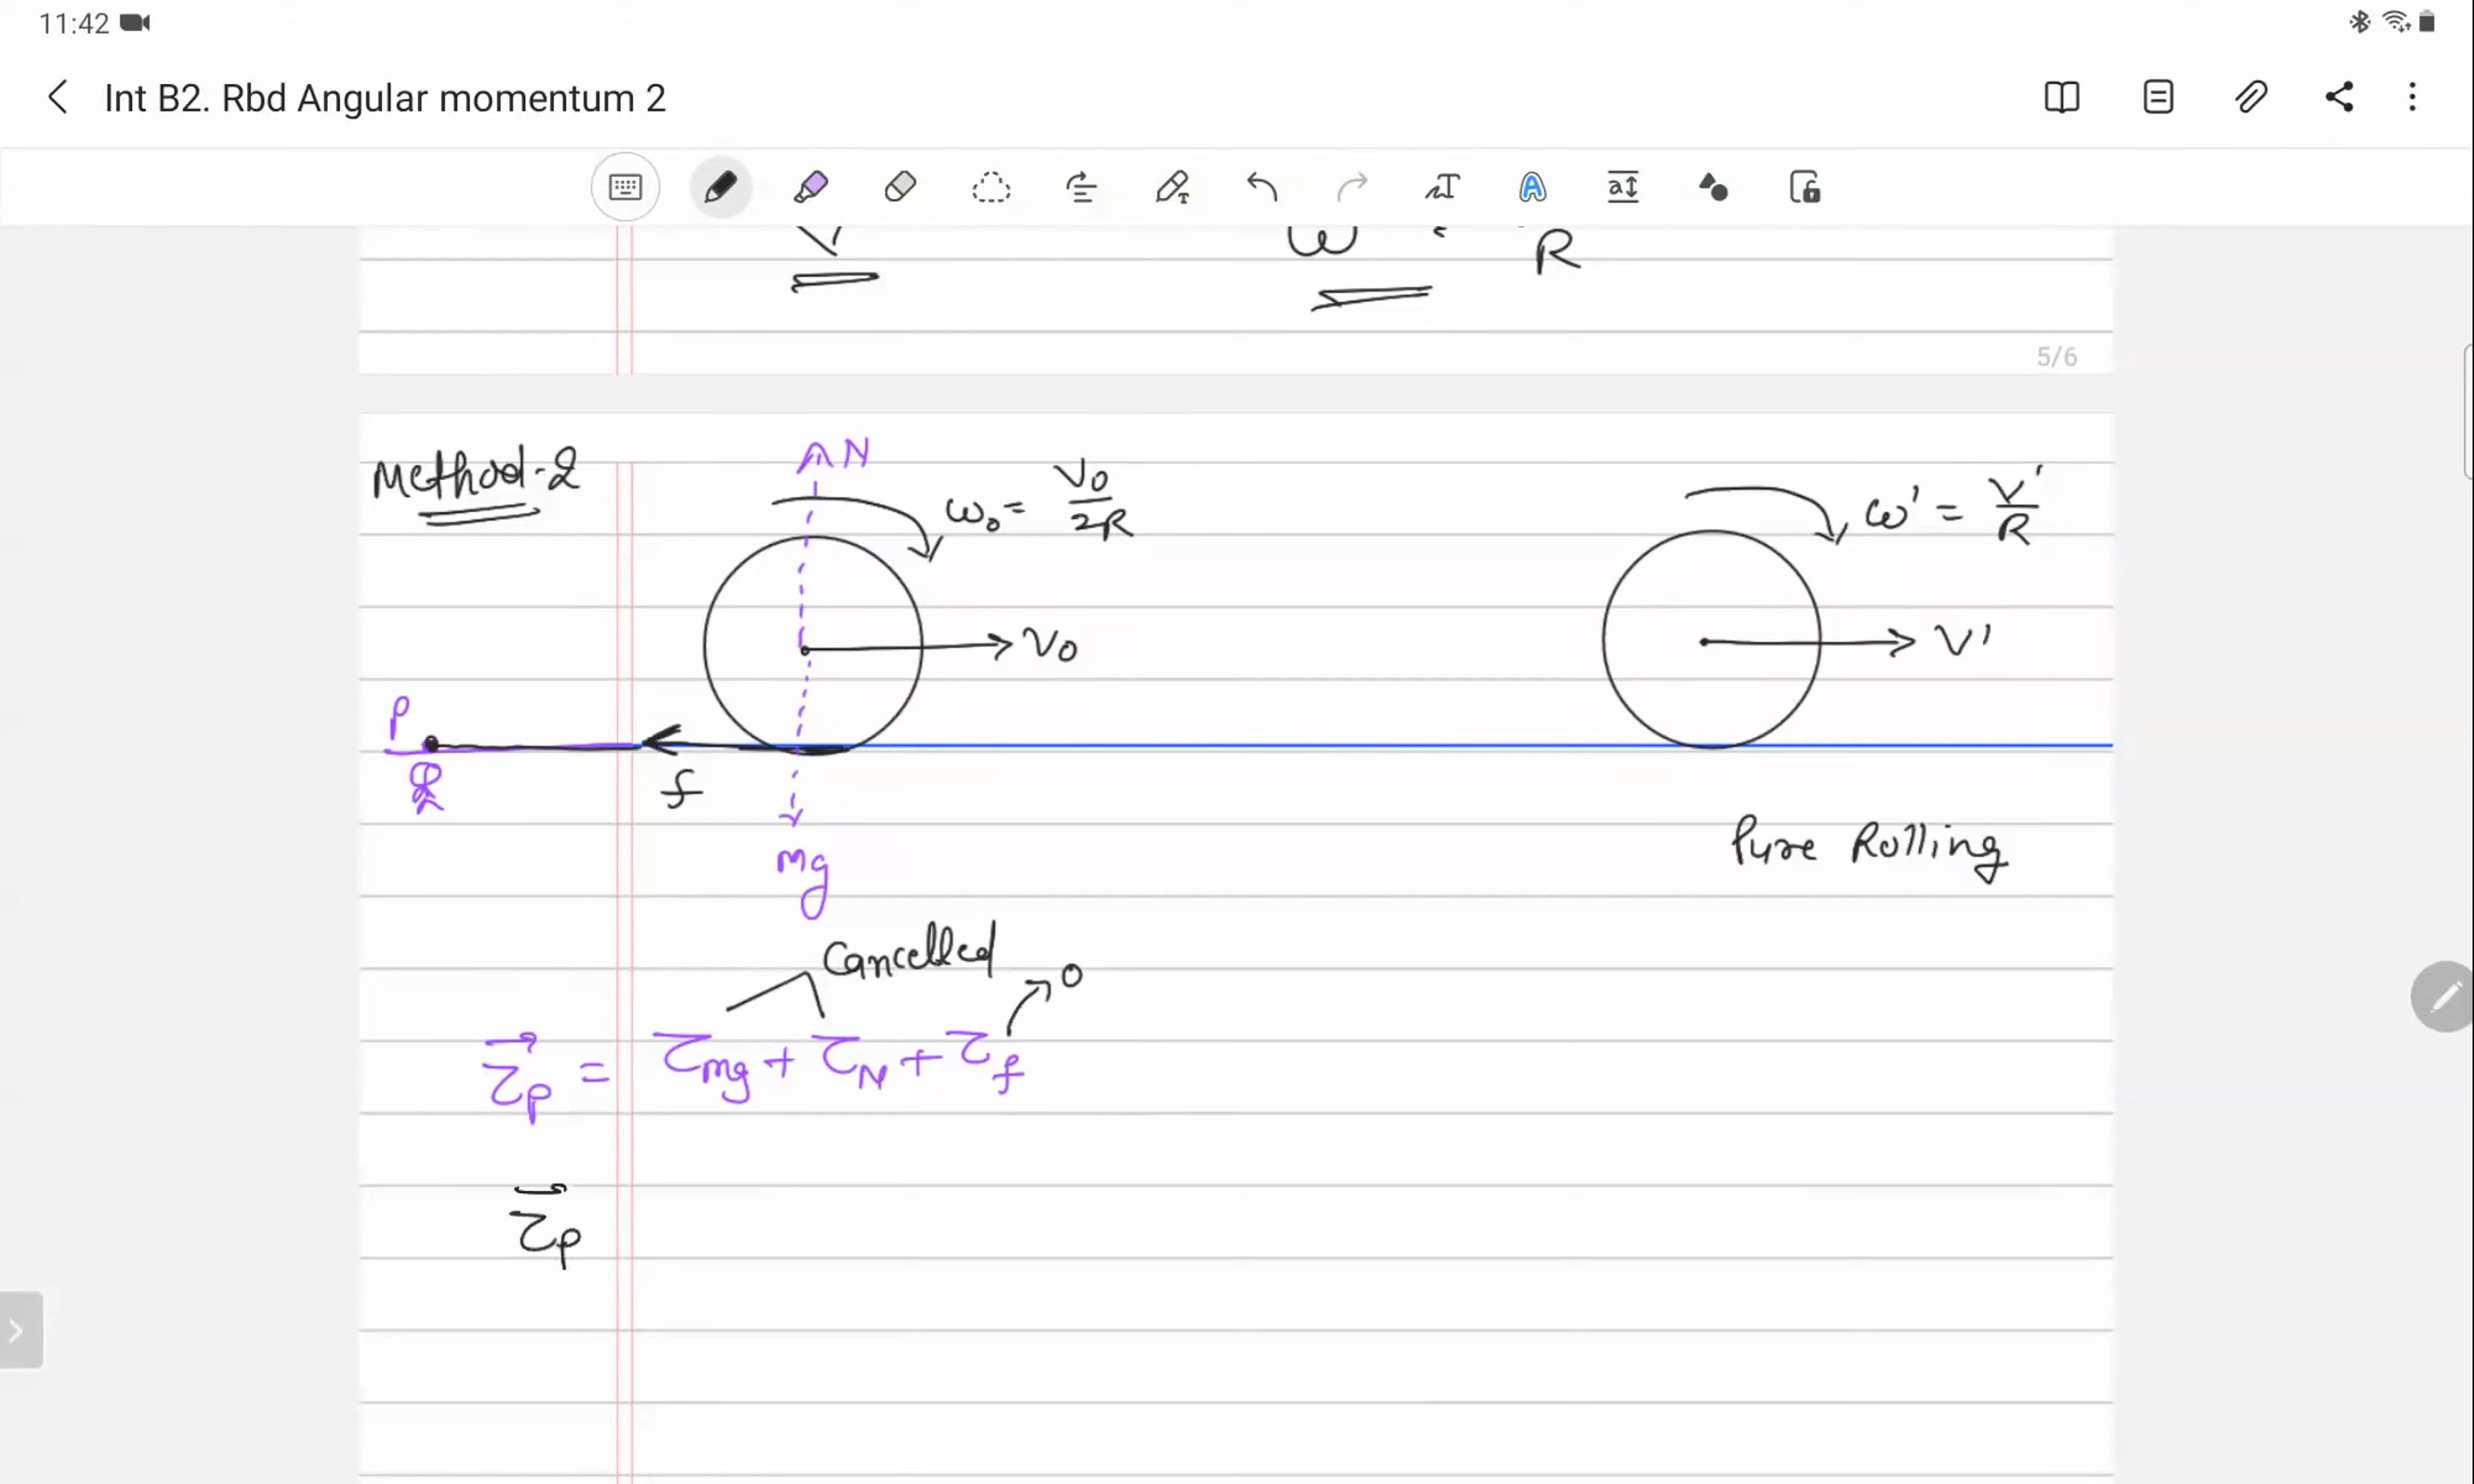 11:42
Int B2. Rbd Angular momentum 2
R
5/6
Method-2
N
ω₀ = V₀/2R
ω' = V'/R
V₀
V'
P
f
mg
Pure Rolling
Cancelled
0
τ⃗p = τmg + τN + τf
τ⃗p